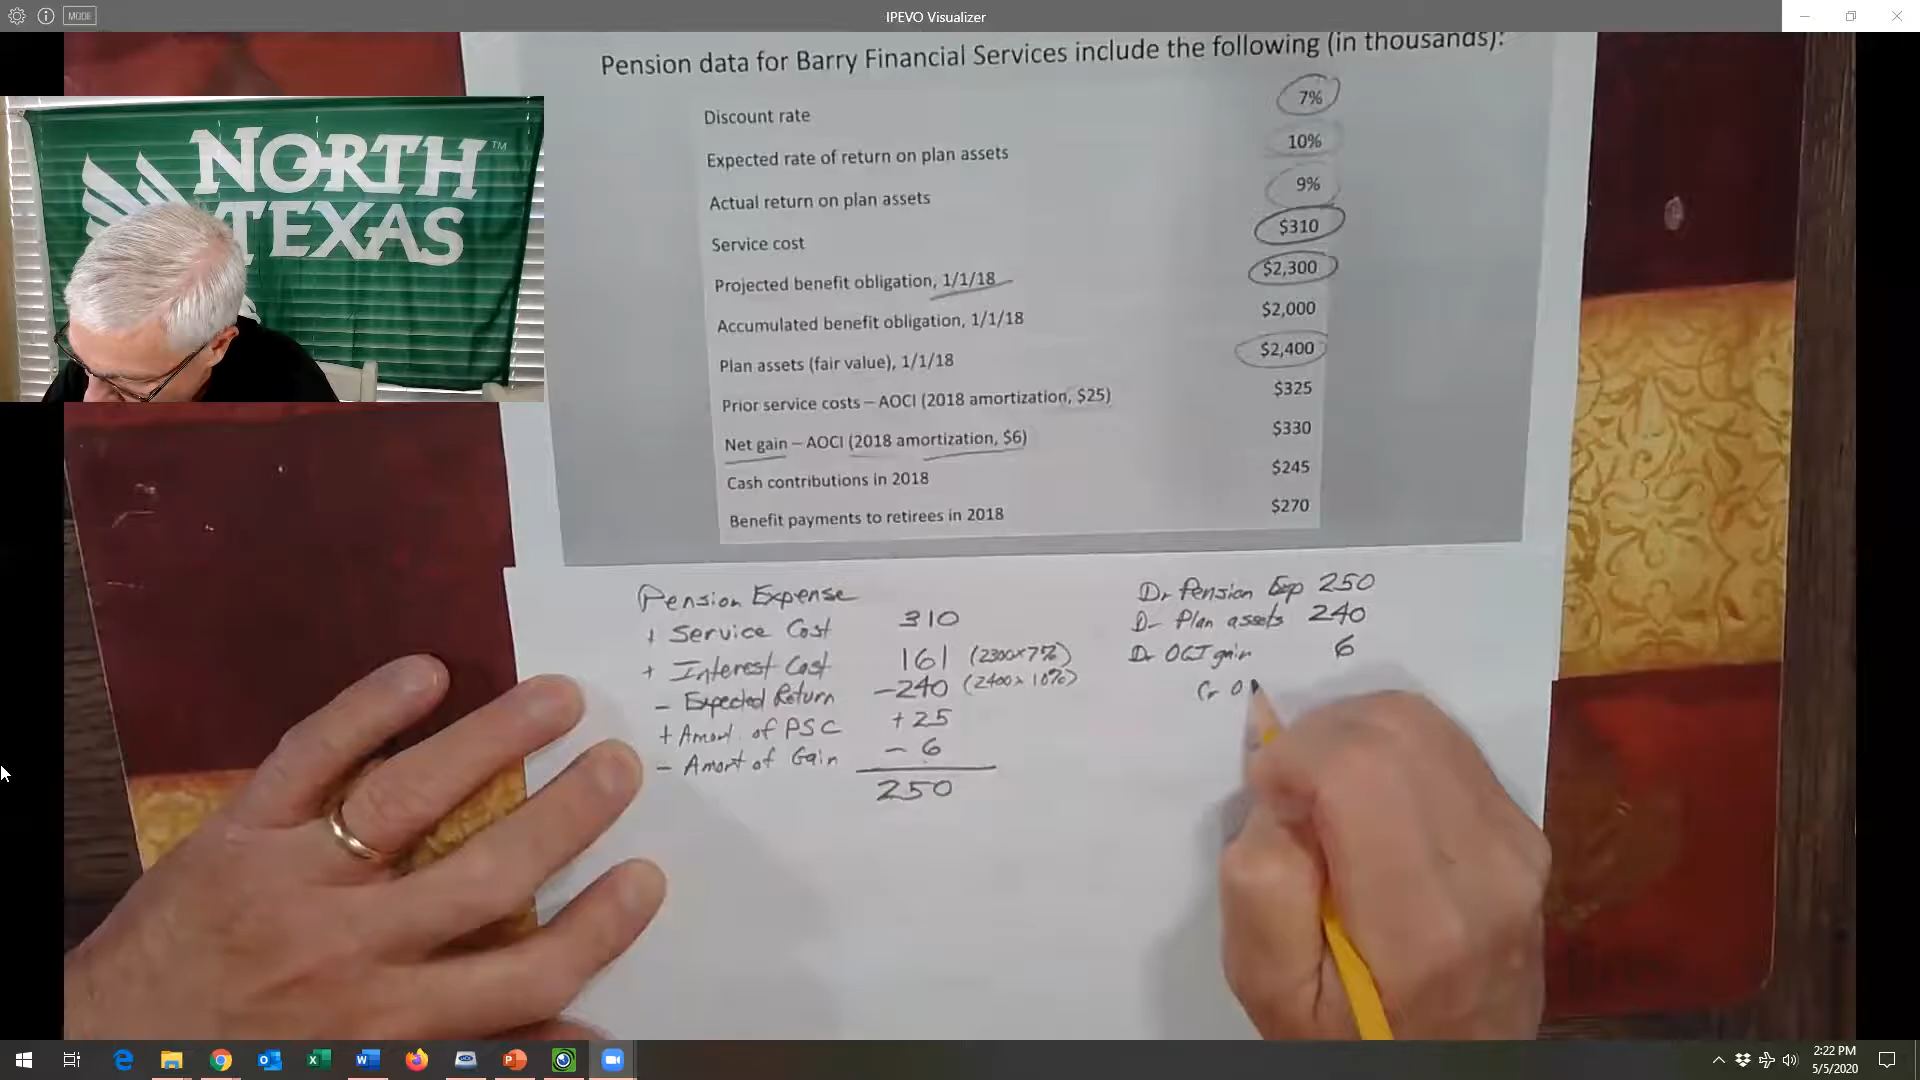 MODE
IPEVO Visualizer
Pension data for Barry Financial Services include the following (in thousands):
Discount rate 7%
Expected rate of return on plan assets 10%
Actual return on plan assets 9%
Service cost $310
Projected benefit obligation, 1/1/18 $2,300
Accumulated benefit obligation, 1/1/18 $2,000
Plan assets (fair value), 1/1/18 $2,400
Prior service costs – AOCI (2018 amortization, $25) $325
Net gain – AOCI (2018 amortization, $6) $330
Cash contributions in 2018 $245
Benefit payments to retirees in 2018 $270
NORTH
TEXAS
TM
Pension Expense
+ Service Cost 310
+ Interest Cost 161 (2300x7%)
- Expected Return -240 (2400x10%)
+ Amort. of PSC +25
- Amort of Gain - 6
250
Dr Pension Exp 250
Dr Plan assets 240
Dr OCI gain 6
Cr O
2:22 PM
5/5/2020